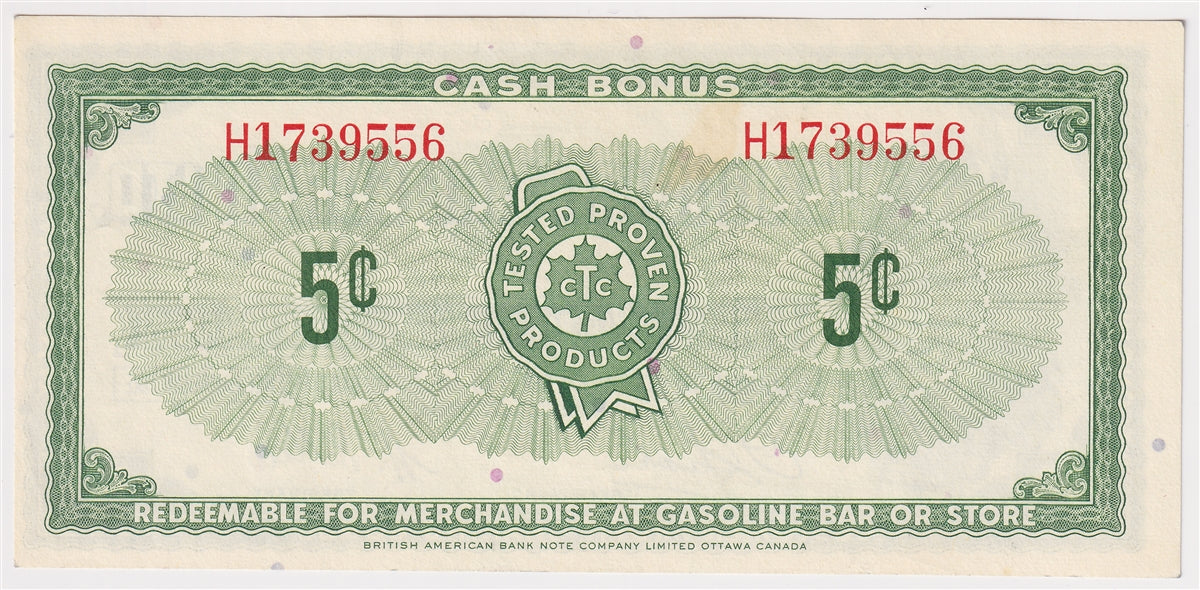 CASH BONUS
H1739556 H1739556
TESTED PROVEN
PRODUCTS
CTC
5¢ 5¢
REDEEMABLE FOR MERCHANDISE AT GASOLINE BAR OR STORE
BRITISH AMERICAN BANK NOTE COMPANY LIMITED OTTAWA CANADA